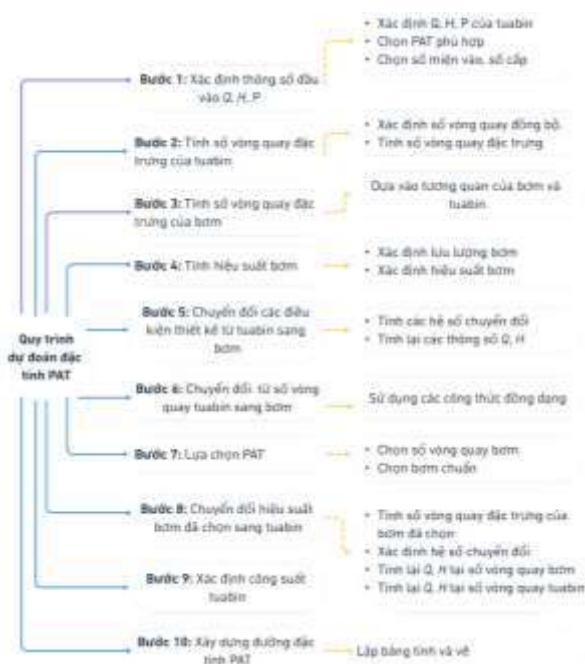 Quy trình
dự đoán đặc
tính PAT
Bước 1: Xác định thông số đầu
vào Q, H, P
• Xác định Q, H, P của tuabin
• Chọn PAT phù hợp
• Chọn số miệng vào, số cấp
Bước 2: Tính số vòng quay đặc
trưng của tuabin
• Xác định số vòng quay đồng bộ
• Tính số vòng quay đặc trưng
Bước 3: Tính số vòng quay đặc
trưng của bơm
Dựa vào tương quan của bơm và
tuabin
Bước 4: Tính hiệu suất bơm
• Xác định lưu lượng bơm
• Xác định hiệu suất bơm
Bước 5: Chuyển đổi các điều
kiện thiết kế từ tuabin sang
bơm
• Tính các hệ số chuyển đổi
• Tính lại các thông số Q, H
Bước 6: Chuyển đổi từ số vòng
quay tuabin sang bơm
Sử dụng các công thức đồng dạng
Bước 7: Lựa chọn PAT
• Chọn số vòng quay bơm
• Chọn bơm chuẩn
Bước 8: Chuyển đổi hiệu suất
bơm đã chọn sang tuabin
• Tính số vòng quay đặc trưng của
bơm đã chọn
• Xác định hệ số chuyển đổi
• Tính lại Q, H tại số vòng quay bơm
• Tính lại Q, H tại số vòng quay tuabin
Bước 9: Xác định công suất
tuabin
Bước 10: Xây dựng đường đặc
tính PAT
Lập bảng tính và vẽ